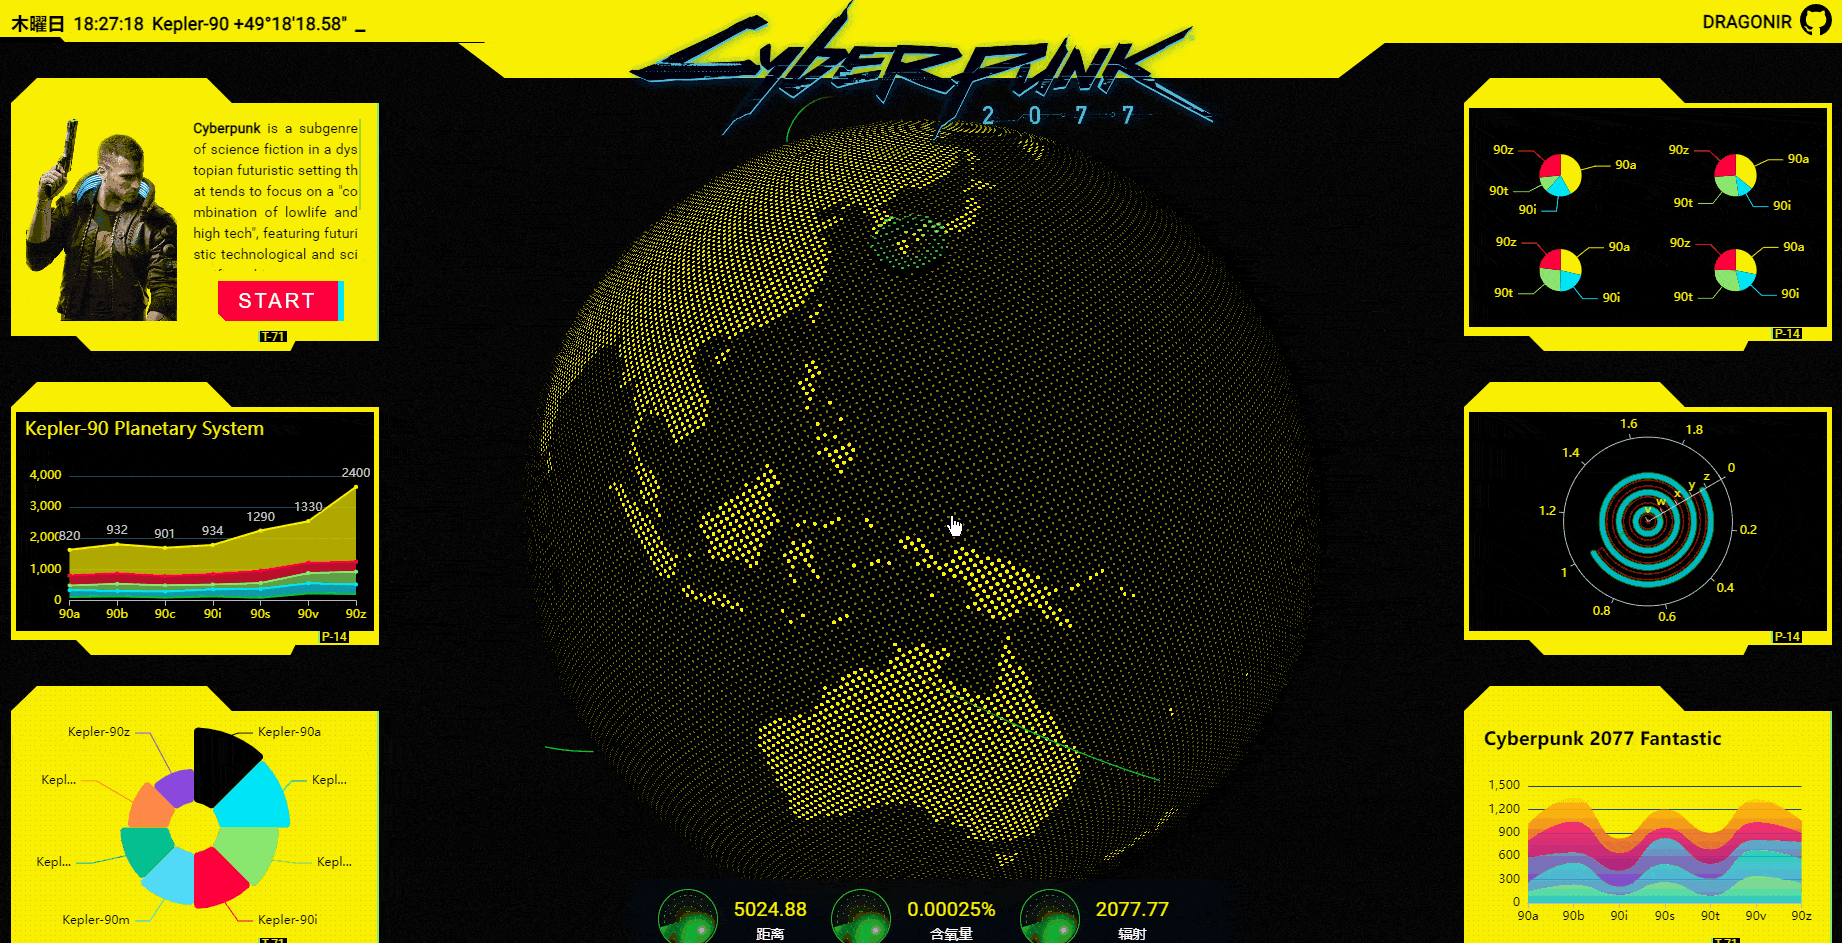 木曜日 18:27:18 Kepler-90 +49°18'18.58" _
DRAGONIR
CYBERPUNK
2077
Cyberpunk is a subgenre
of science fiction in a dys
topian futuristic setting th
at tends to focus on a "co
mbination of lowlife and
high tech", featuring futuri
stic technological and sci
START
T-71
Kepler-90 Planetary System
4,000
3,000
2,000
1,000
0
820
932
901
934
1290
1330
2400
90a 90b 90c 90i 90s 90v 90z
P-14
Kepler-90z
Kepler-90a
Kepl...
Kepl...
Kepl...
Kepl...
Kepler-90m
Kepler-90i
T-71
5024.88
距离
0.00025%
含氧量
2077.77
辐射
90z
90a
90t
90i
90z
90a
90t
90i
90z
90a
90t
90i
90z
90a
90t
90i
P-14
1.6
1.8
1.4
0
z
y
x
w
v
1.2
0.2
1
0.4
0.8
0.6
P-14
Cyberpunk 2077 Fantastic
1,500
1,200
900
600
300
0
90a 90b 90i 90s 90t 90v 90z
T-71